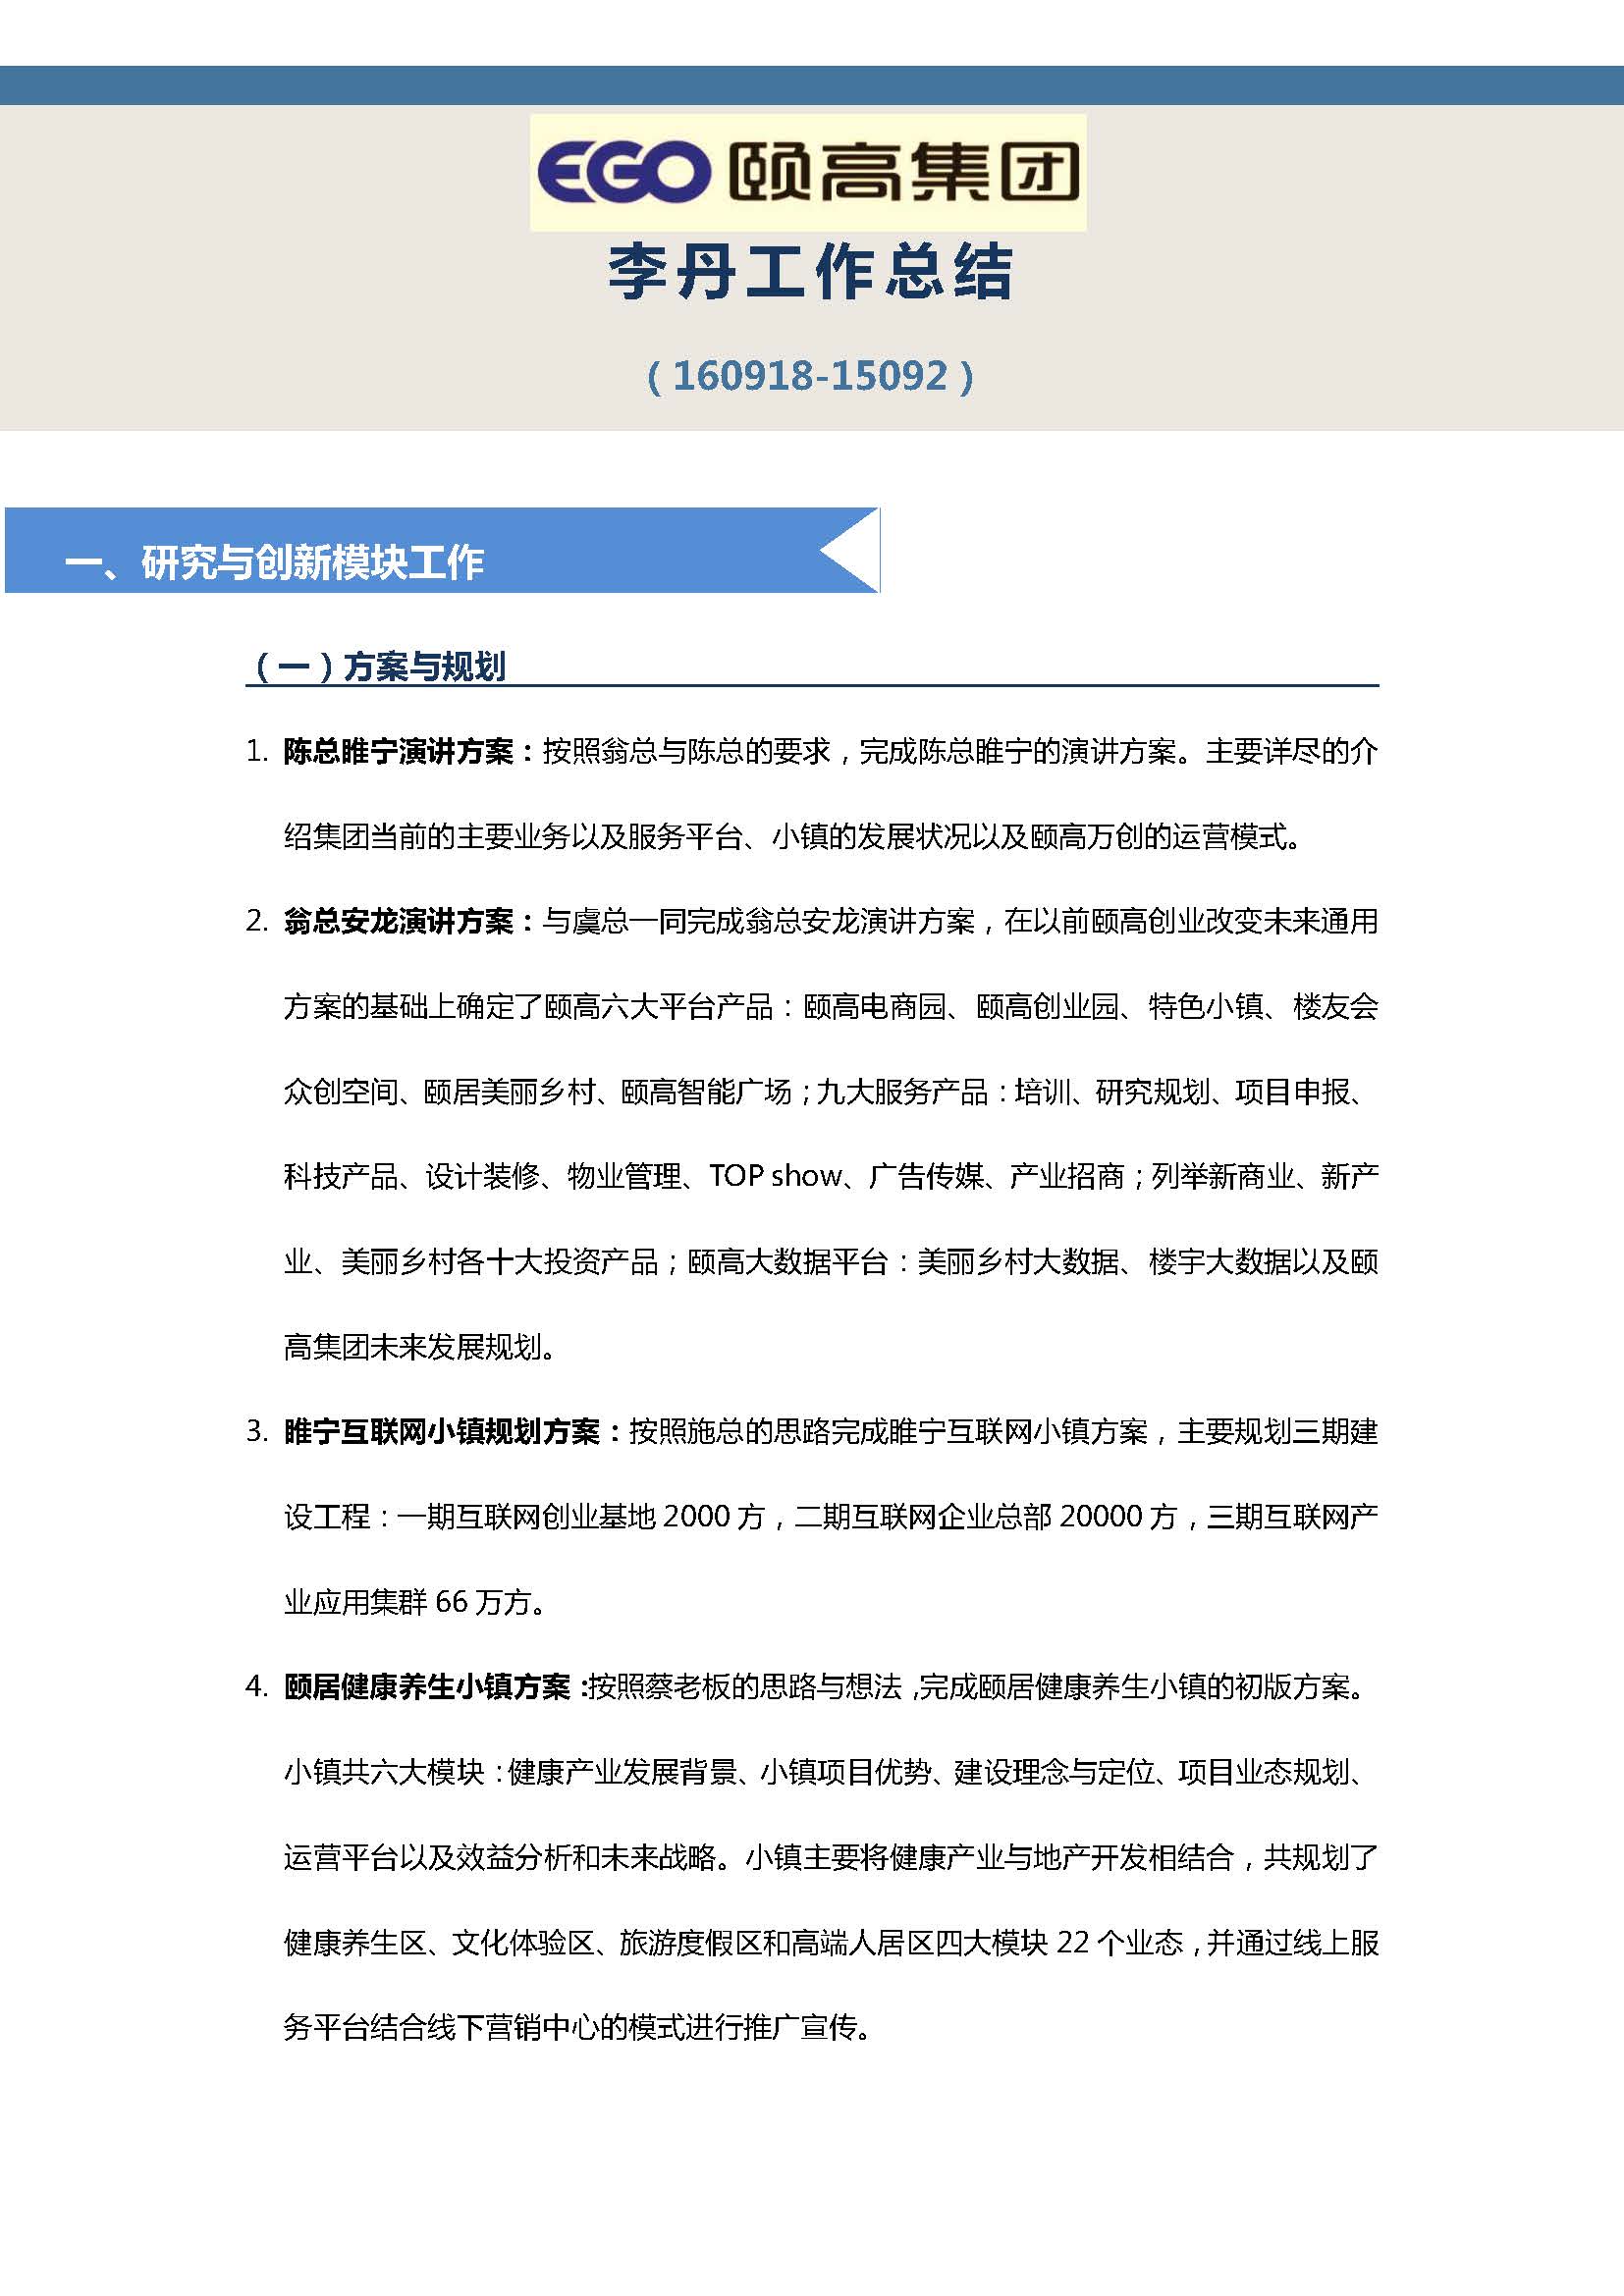 EGO 颐高集团
李丹工作总结
（160918-15092）
一、研究与创新模块工作
（一）方案与规划
1. 陈总睢宁演讲方案：按照翁总与陈总的要求，完成陈总睢宁的演讲方案。主要详尽的介
绍集团当前的主要业务以及服务平台、小镇的发展状况以及颐高万创的运营模式。
2. 翁总安龙演讲方案：与虞总一同完成翁总安龙演讲方案，在以前颐高创业改变未来通用
方案的基础上确定了颐高六大平台产品：颐高电商园、颐高创业园、特色小镇、楼友会
众创空间、颐居美丽乡村、颐高智能广场；九大服务产品：培训、研究规划、项目申报、
科技产品、设计装修、物业管理、TOP show、广告传媒、产业招商；列举新商业、新产
业、美丽乡村各十大投资产品；颐高大数据平台：美丽乡村大数据、楼宇大数据以及颐
高集团未来发展规划。
3. 睢宁互联网小镇规划方案：按照施总的思路完成睢宁互联网小镇方案，主要规划三期建
设工程：一期互联网创业基地 2000 方，二期互联网企业总部 20000 方，三期互联网产
业应用集群 66 万方。
4. 颐居健康养生小镇方案：按照蔡老板的思路与想法，完成颐居健康养生小镇的初版方案。
小镇共六大模块：健康产业发展背景、小镇项目优势、建设理念与定位、项目业态规划、
运营平台以及效益分析和未来战略。小镇主要将健康产业与地产开发相结合，共规划了
健康养生区、文化体验区、旅游度假区和高端人居区四大模块 22 个业态，并通过线上服
务平台结合线下营销中心的模式进行推广宣传。